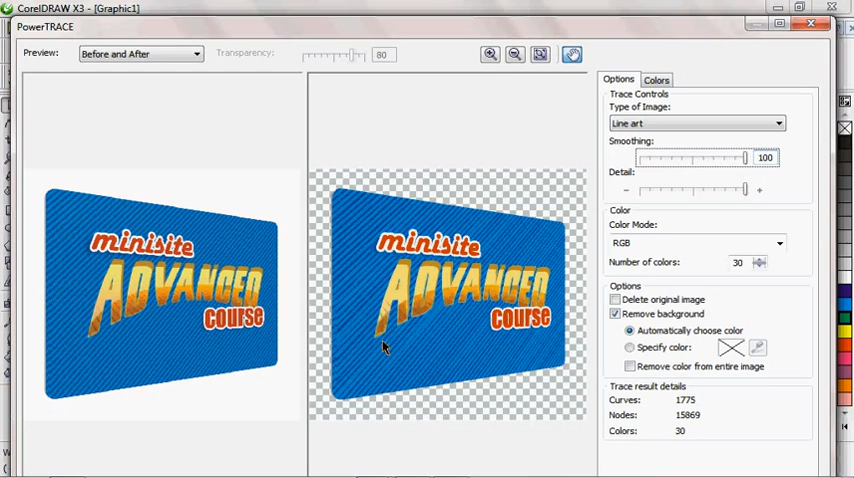 CorelDRAW X3 - [Graphic1]
PowerTRACE
Preview: Before and After Transparency: 80
Options Colors
Trace Controls
Type of Image:
Line art
Smoothing:
100
Detail:
- +
minisite
ADVANCED
course
minisite
ADVANCED
course
Color
Color Mode:
RGB
Number of colors: 30
Options
Delete original image
Remove background
Automatically choose color
Specify color:
Remove color from entire image
Trace result details
Curves: 1775
Nodes: 15869
Colors: 30